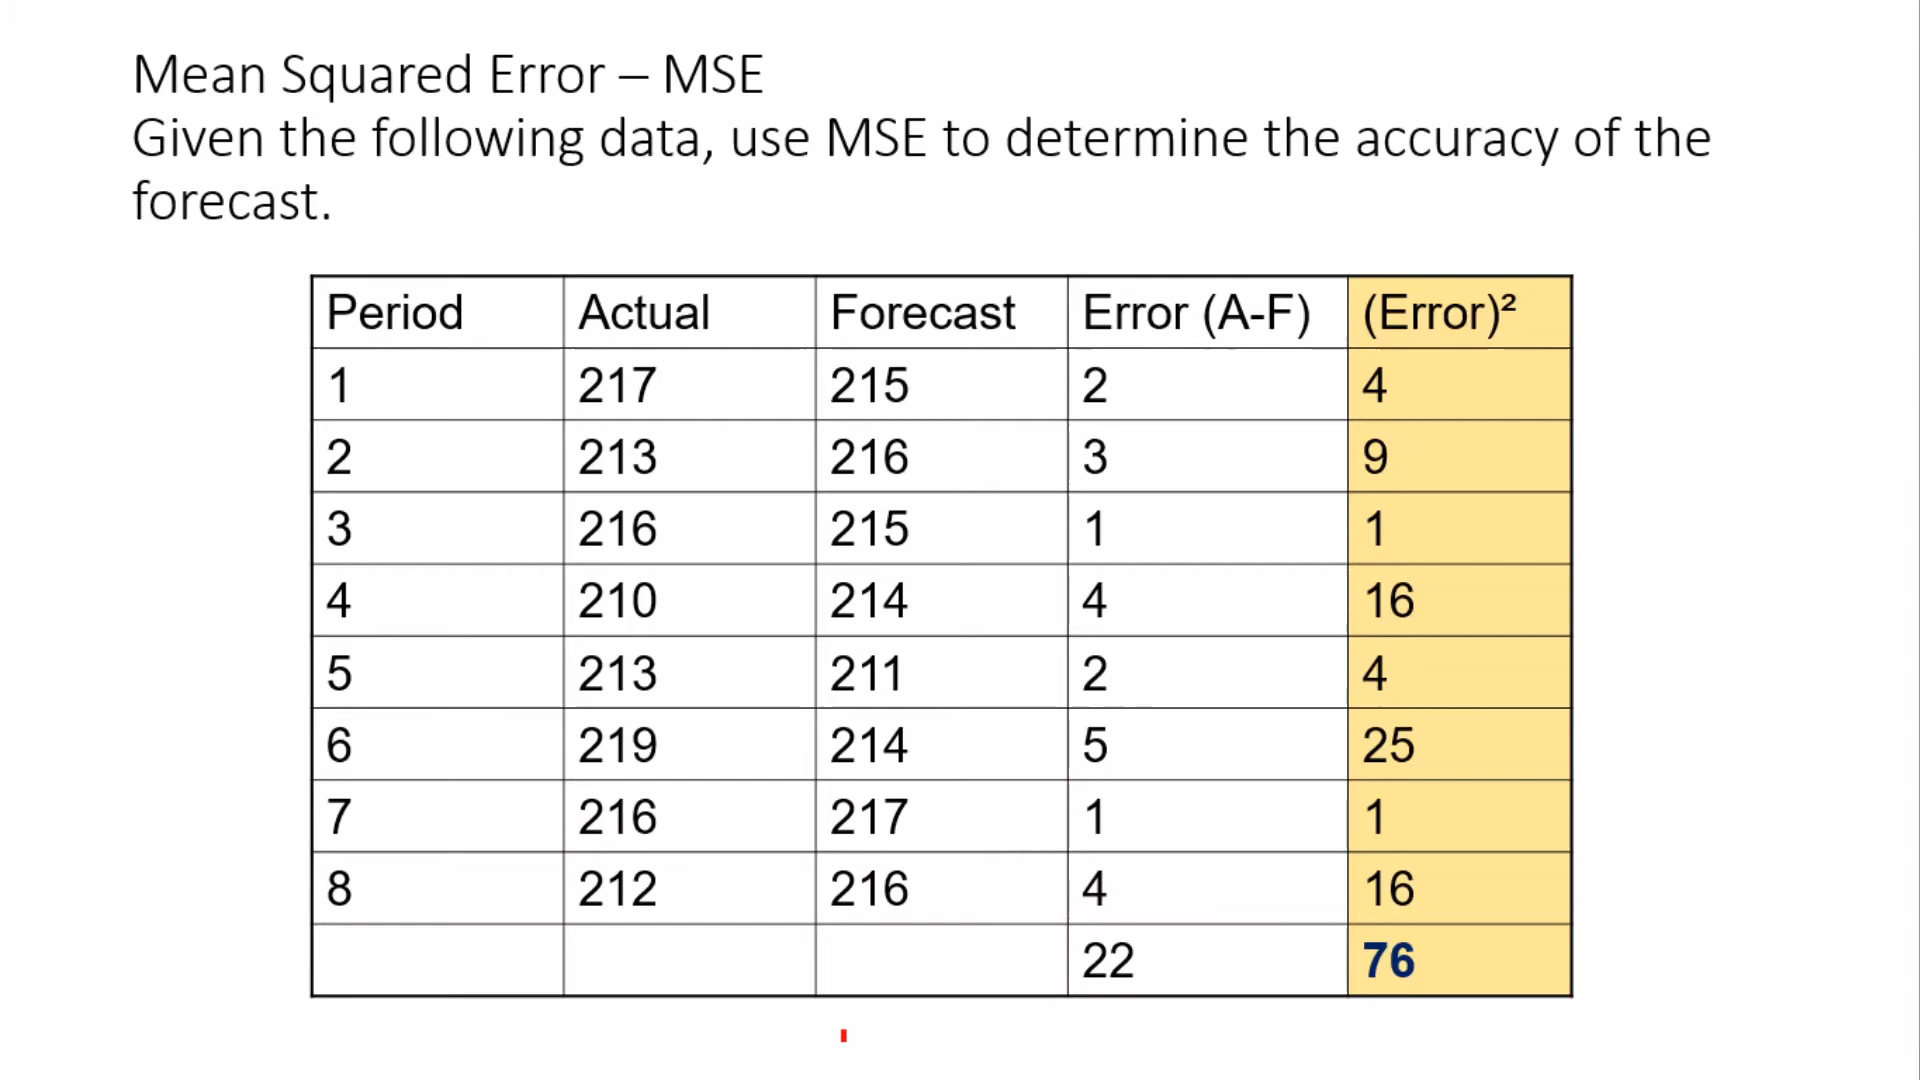 Mean Squared Error – MSE
Given the following data, use MSE to determine the accuracy of the
forecast.
Period Actual Forecast Error (A-F) (Error)²
1 217 215 2 4
2 213 216 3 9
3 216 215 1 1
4 210 214 4 16
5 213 211 2 4
6 219 214 5 25
7 216 217 1 1
8 212 216 4 16
22 76